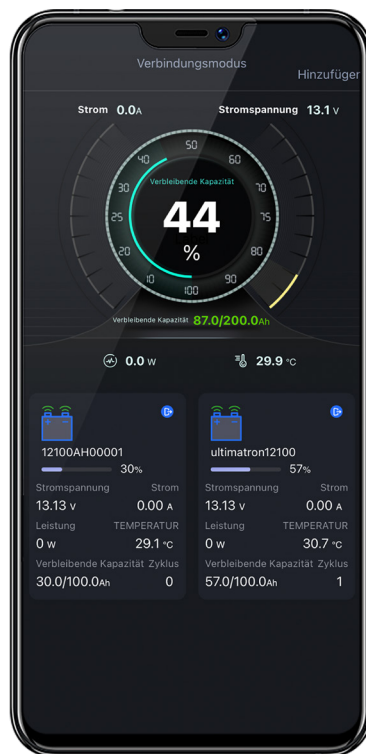 Verbindungsmodus
Hinzufüger
Strom 0.0A Stromspannung 13.1 V
50
40 60
30
Verbleibende Kapazität
25 44 75
%
20 80
10 90
100
Verbleibende Kapazität 87.0/200.0Ah
0.0 W 29.9 °C
12100AH00001
30%
Stromspannung Strom
13.13 V 0.00 A
Leistung TEMPERATUR
0 W 29.1 °C
Verbleibende Kapazität Zyklus
30.0/100.0Ah 0
ultimatron12100
57%
Stromspannung Strom
13.13 V 0.00 A
Leistung TEMPERATUR
0 W 30.7 °C
Verbleibende Kapazität Zyklus
57.0/100.0Ah 1